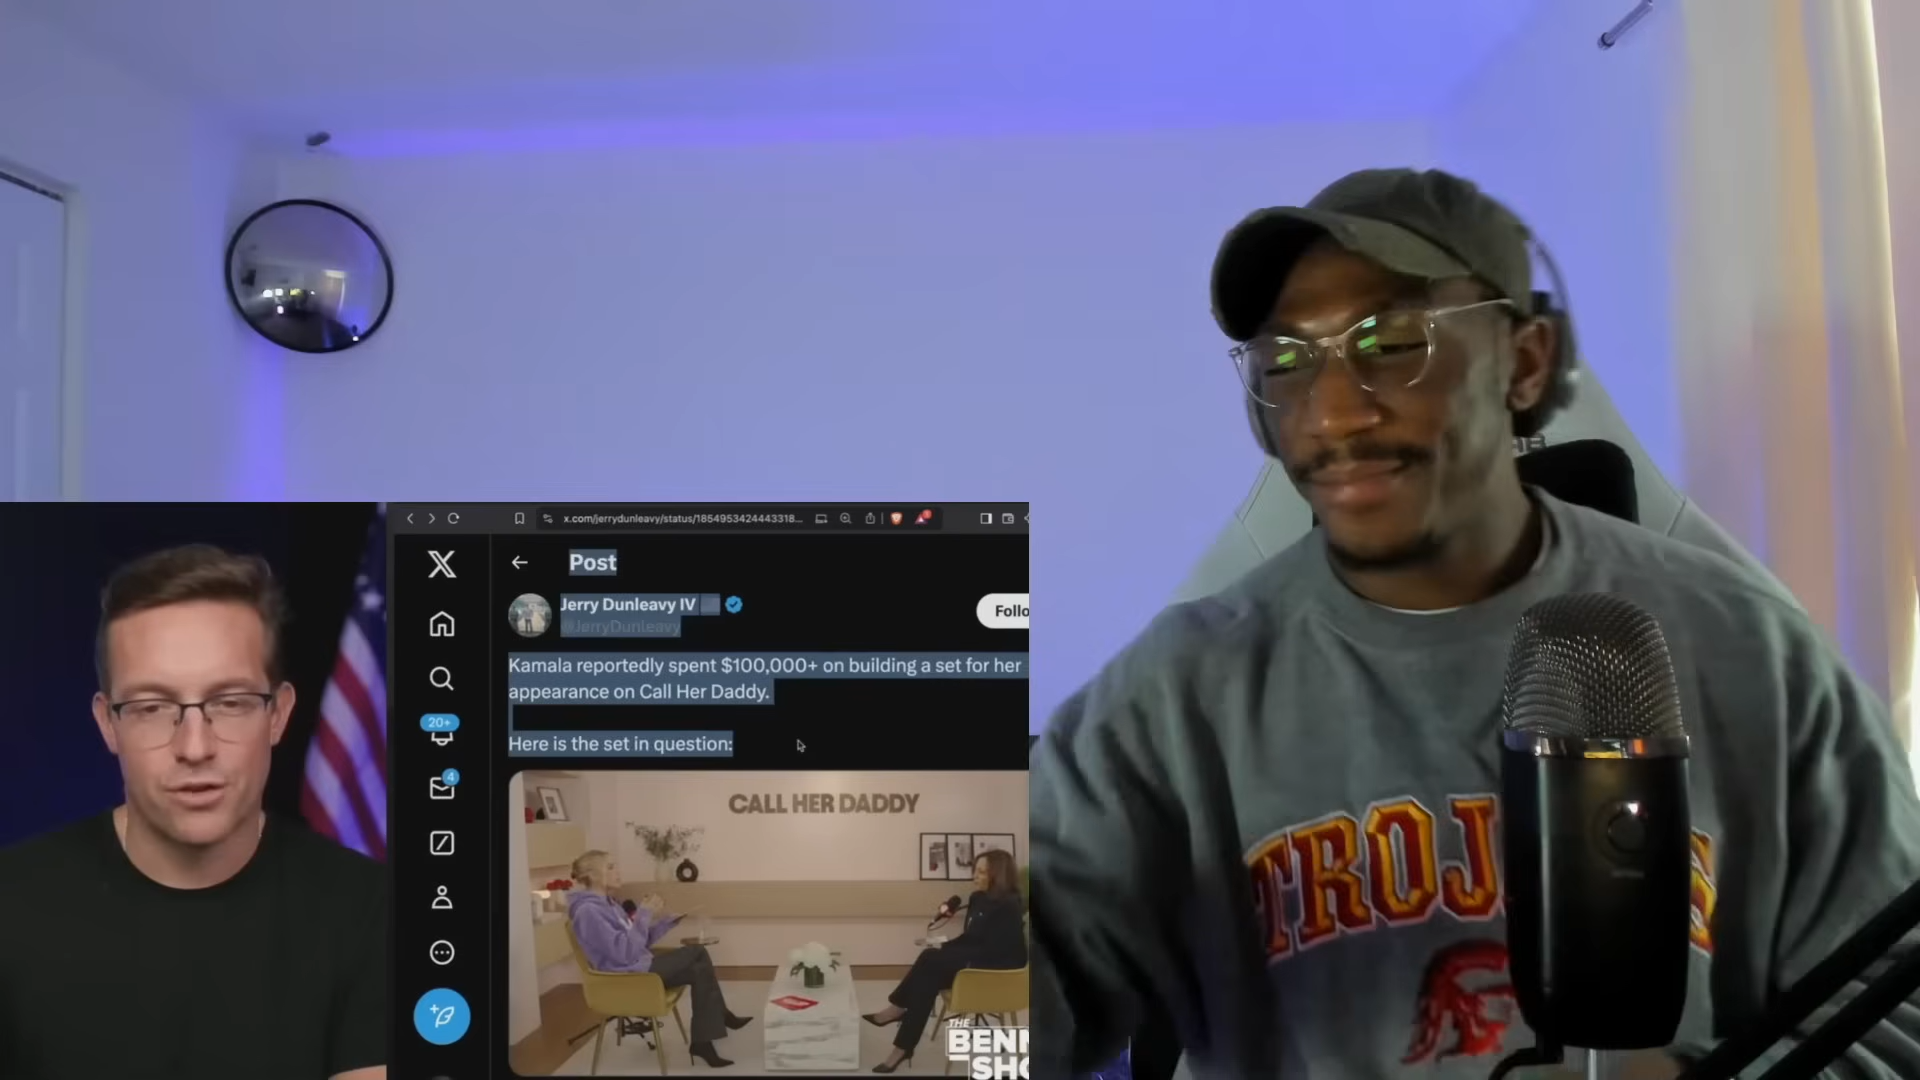 x.com/jerrydunleavy/status/1854953424443318...
Post
Jerry Dunleavy IV
@JerryDunleavy
Follo
20+
4
Kamala reportedly spent $100,000+ on building a set for her
appearance on Call Her Daddy.
Here is the set in question:
CALL HER DADDY
THE
BENN
SHO
TROJ